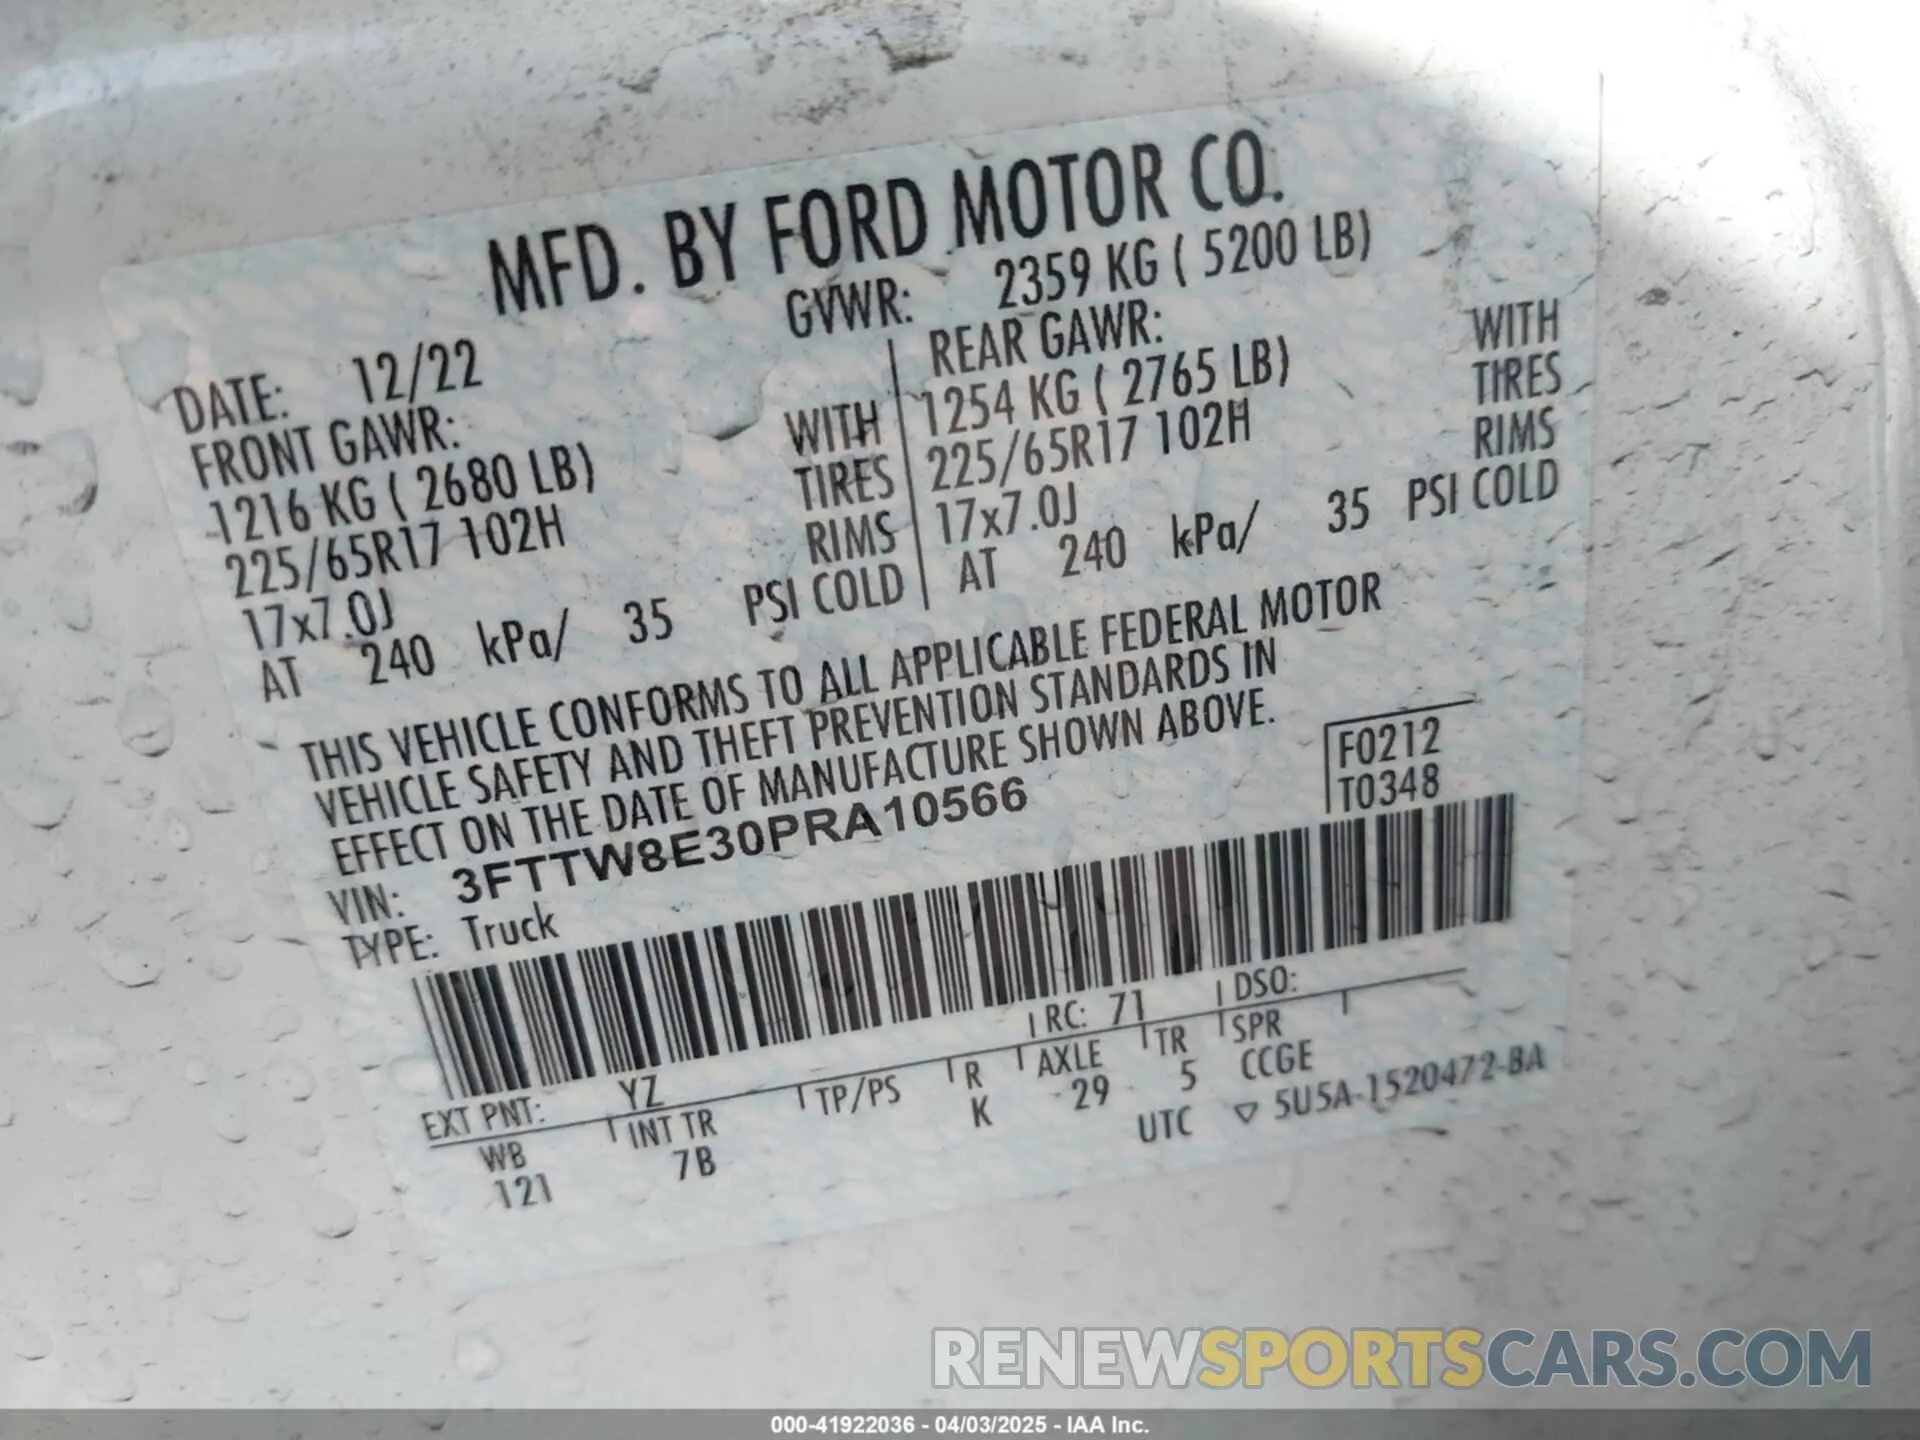 MFD. BY FORD MOTOR CO.
DATE: 12/22 GVWR: 2359 KG ( 5200 LB)
FRONT GAWR: REAR GAWR:
1216 KG ( 2680 LB) WITH 1254 KG ( 2765 LB) WITH
225/65R17 102H TIRES 225/65R17 102H TIRES
17x7.0J RIMS 17x7.0J RIMS
AT 240 kPa/ 35 PSI COLD AT 240 kPa/ 35 PSI COLD
THIS VEHICLE CONFORMS TO ALL APPLICABLE FEDERAL MOTOR
VEHICLE SAFETY AND THEFT PREVENTION STANDARDS IN
EFFECT ON THE DATE OF MANUFACTURE SHOWN ABOVE.
VIN: 3FTTW8E30PRA10566 F0212
TYPE: Truck T0348
EXT PNT: YZ RC: 71 DSO:
WB INT TR TP/PS R AXLE TR SPR
121 7B K 29 5 CCGE
UTC ▽ 5U5A-1520472-BA
RENEWSPORTSCARS.COM
000-41922036 - 04/03/2025 - IAA Inc.